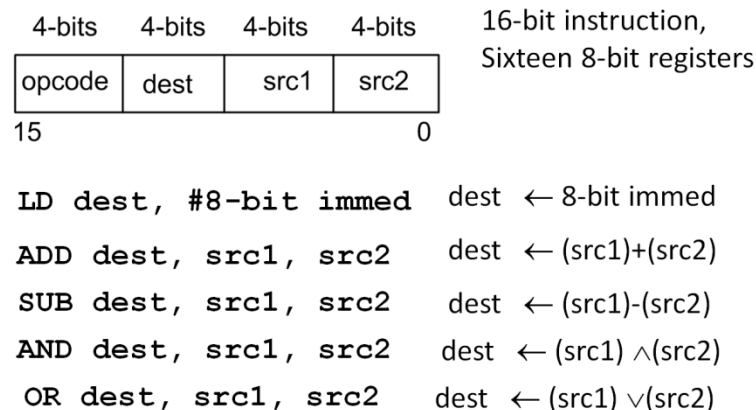 4-bits 4-bits 4-bits 4-bits
16-bit instruction,
Sixteen 8-bit registers
opcode dest src1 src2
15 0
LD dest, #8-bit immed dest ← 8-bit immed
ADD dest, src1, src2 dest ← (src1)+(src2)
SUB dest, src1, src2 dest ← (src1)-(src2)
AND dest, src1, src2 dest ← (src1) ∧(src2)
OR dest, src1, src2 dest ← (src1) ∨(src2)